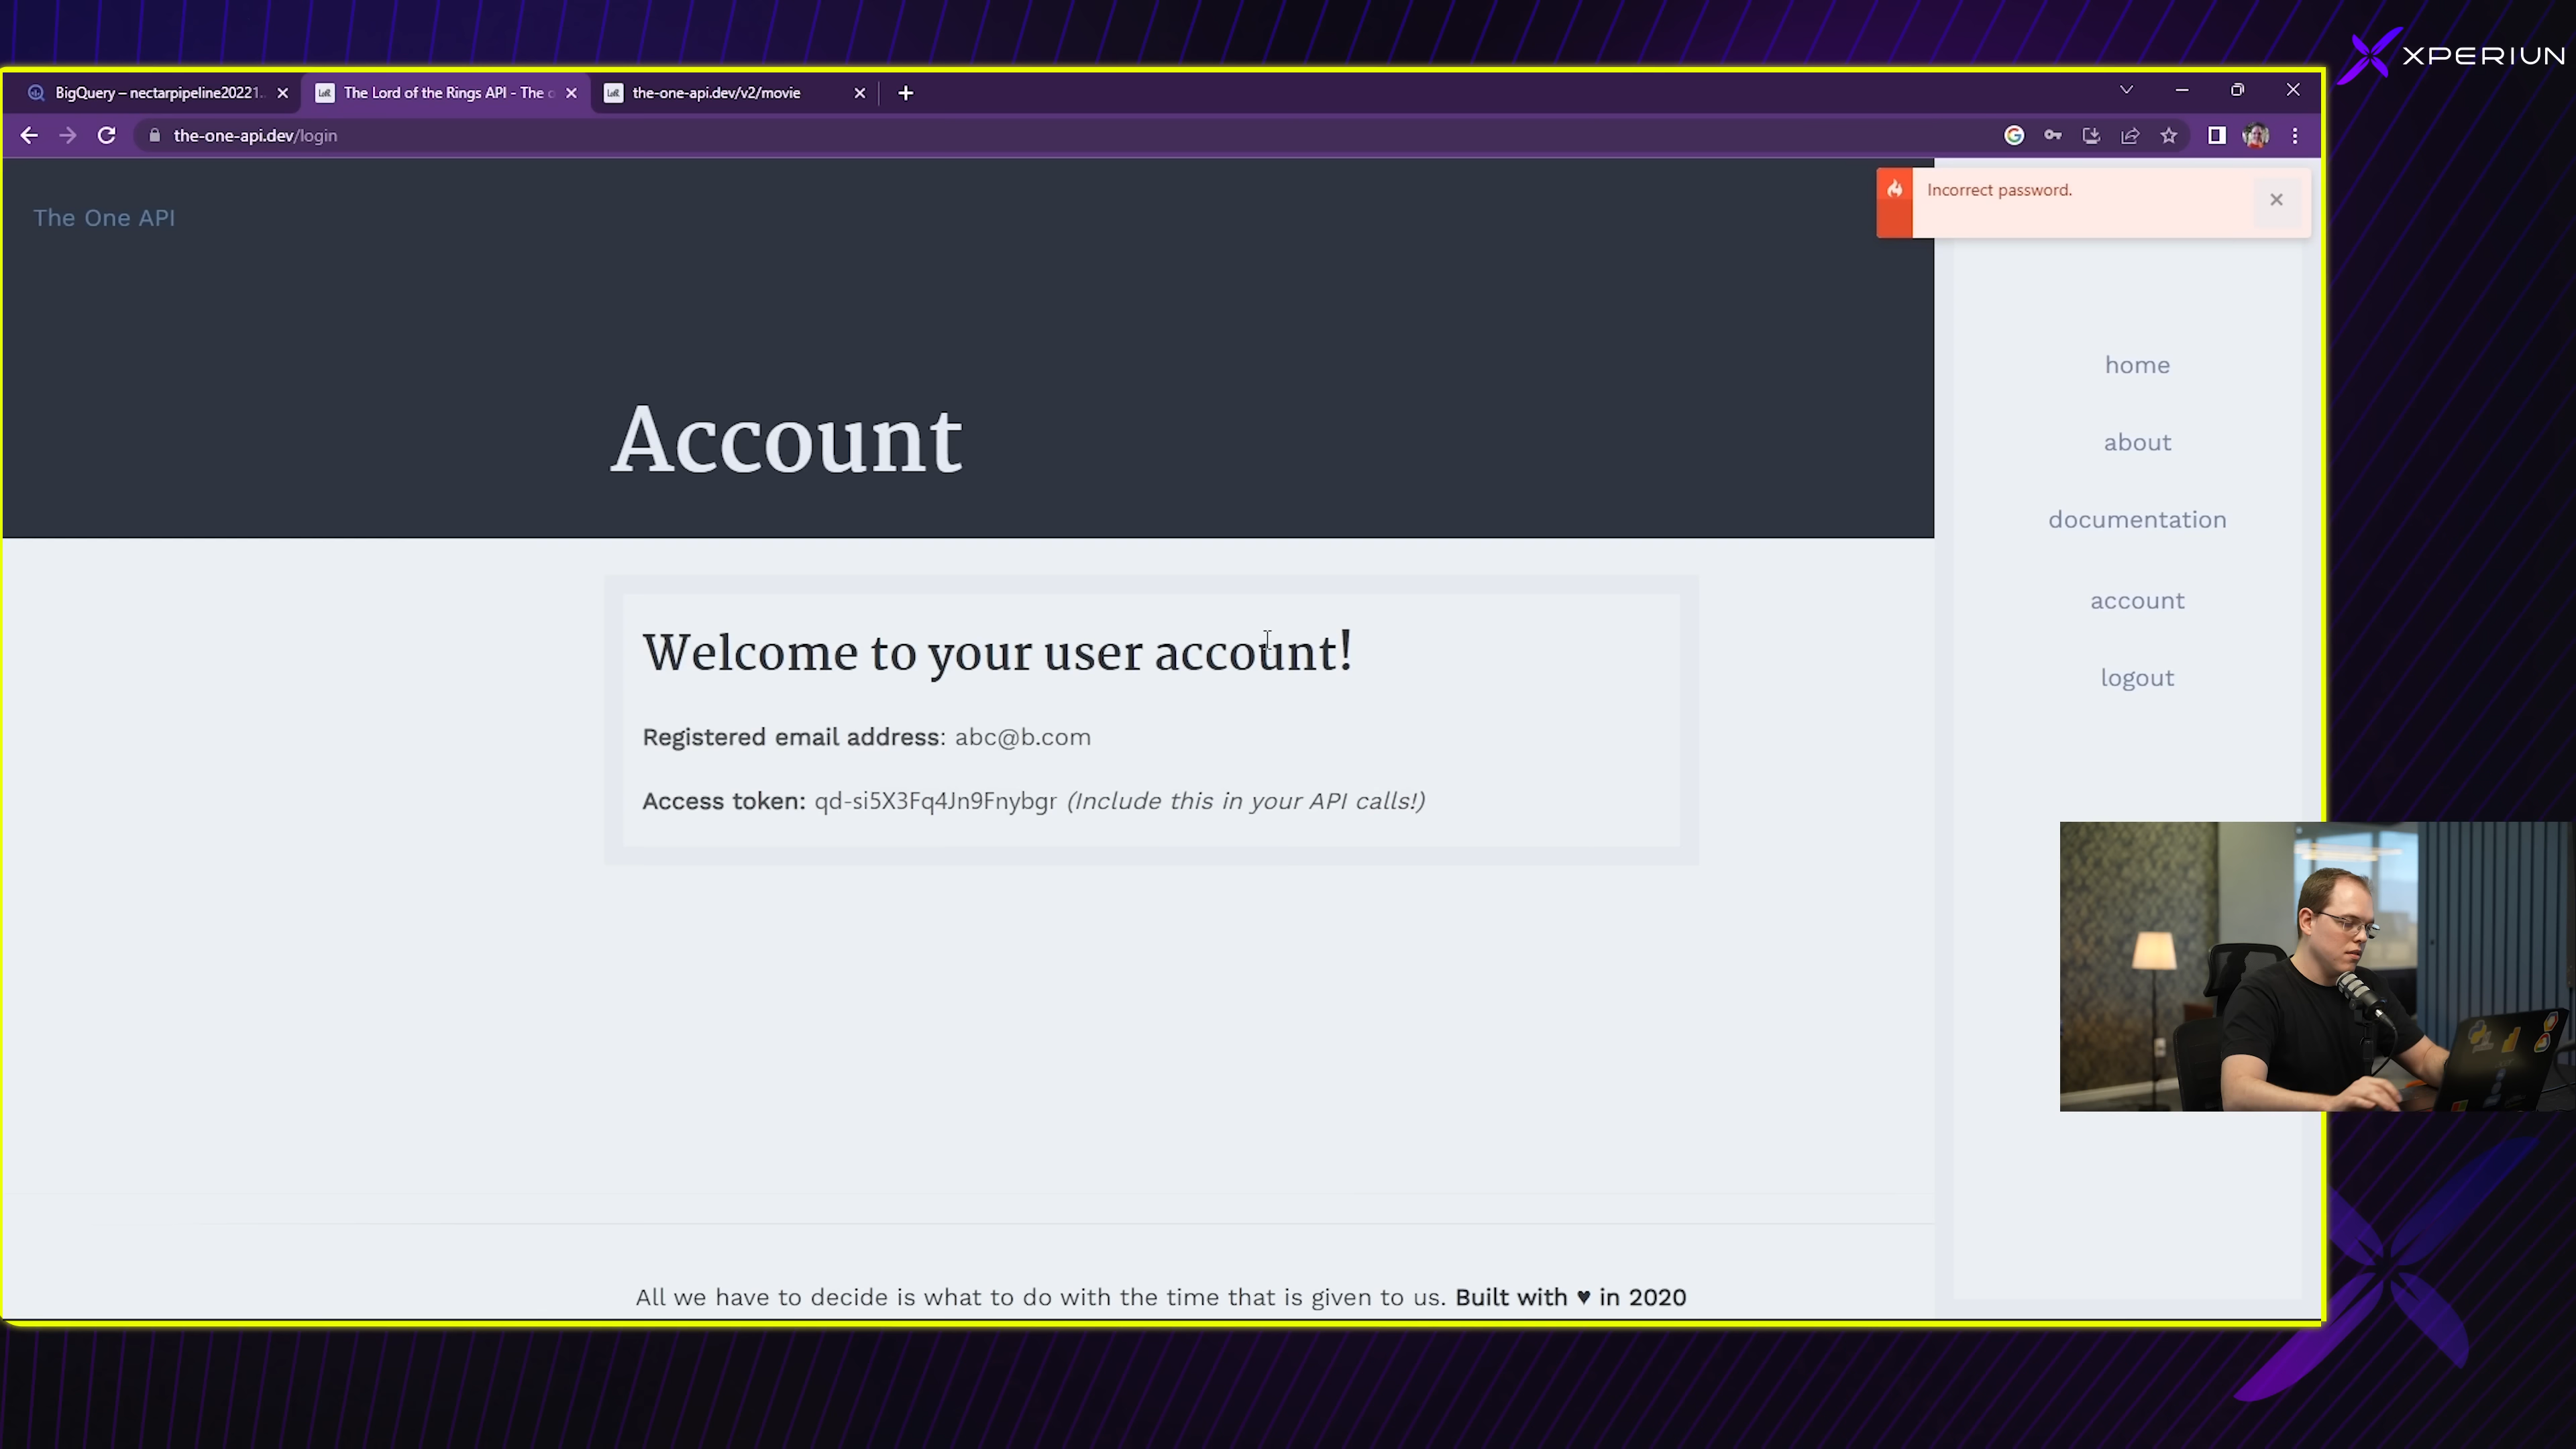 XPERIUN
BigQuery – nectarpipeline20221
The Lord of the Rings API - The o
the-one-api.dev/v2/movie
the-one-api.dev/login
Incorrect password.
The One API
home
about
documentation
account
logout
Account
Welcome to your user account!
Registered email address: abc@b.com
Access token: qd-si5X3Fq4Jn9Fnybgr (Include this in your API calls!)
All we have to decide is what to do with the time that is given to us. Built with ♥ in 2020